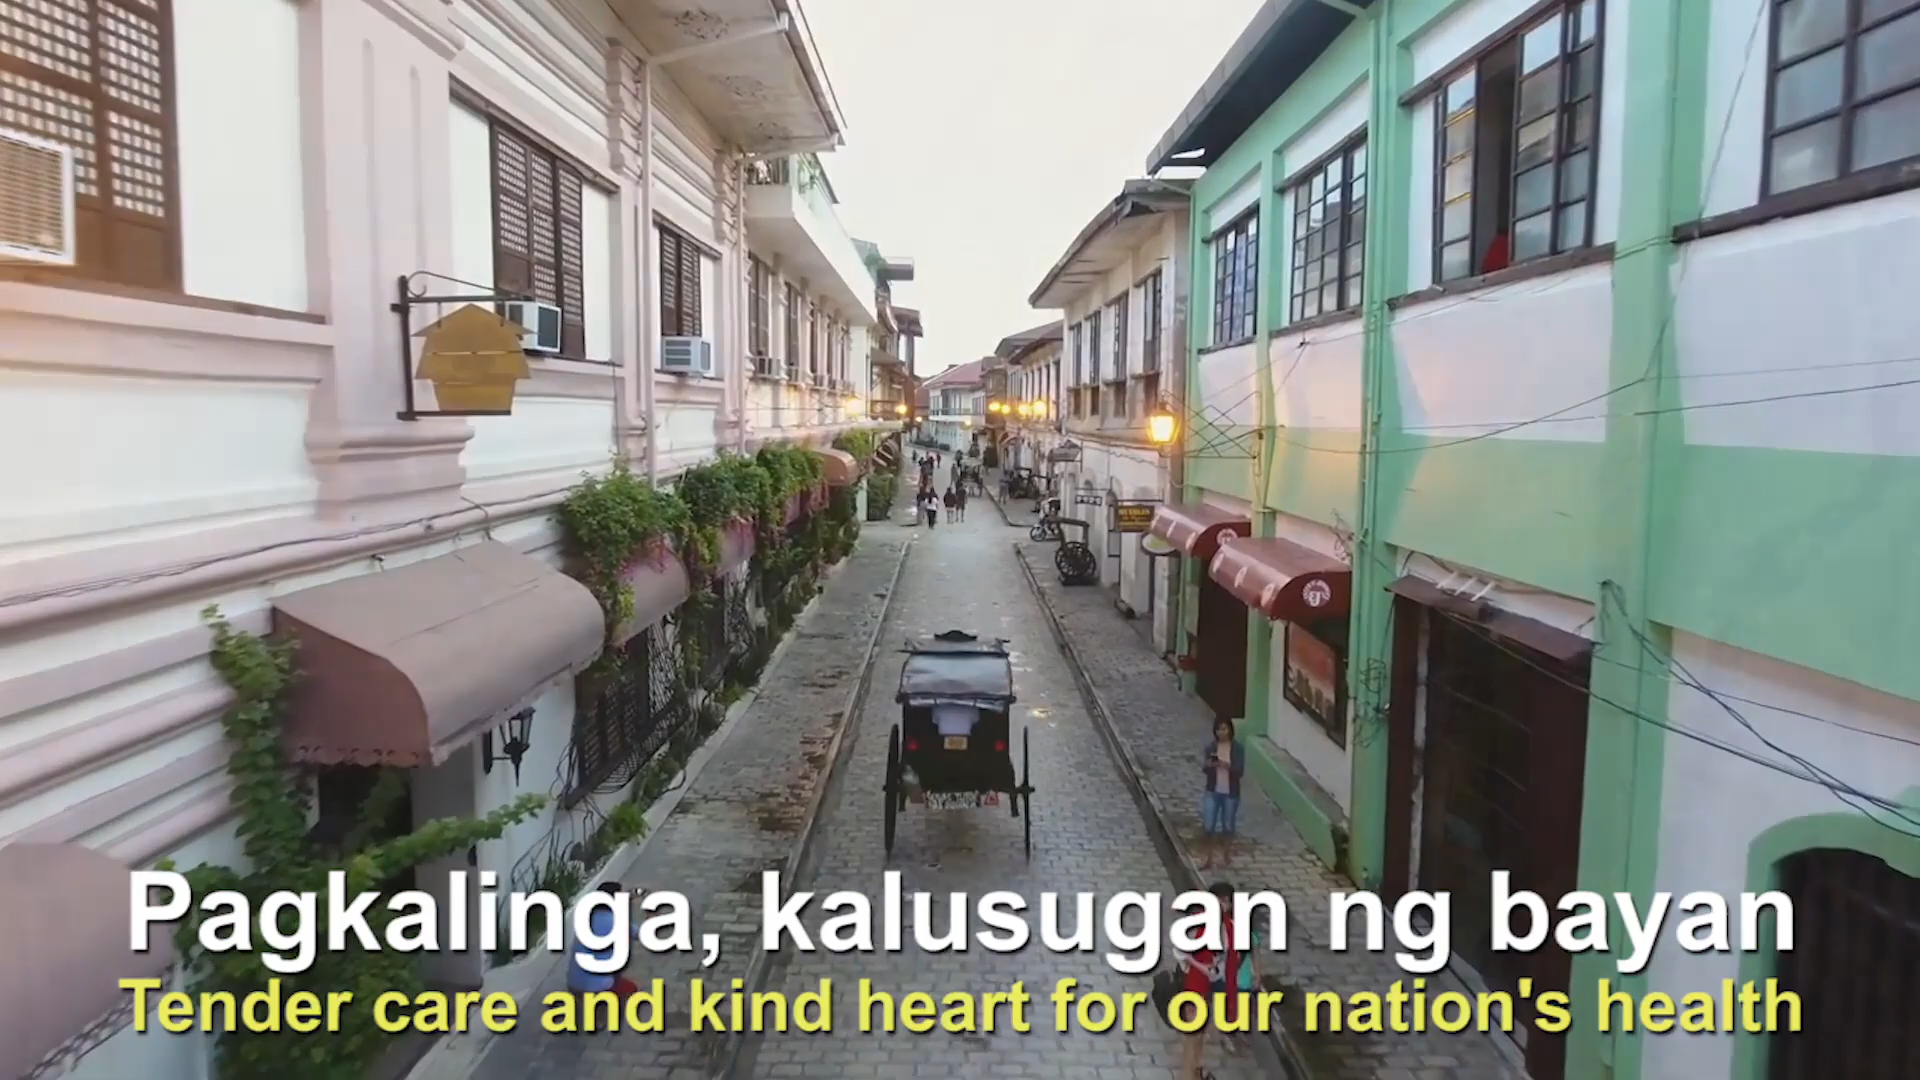 Pagkalinga, kalusugan ng bayan
Tender care and kind heart for our nation's health